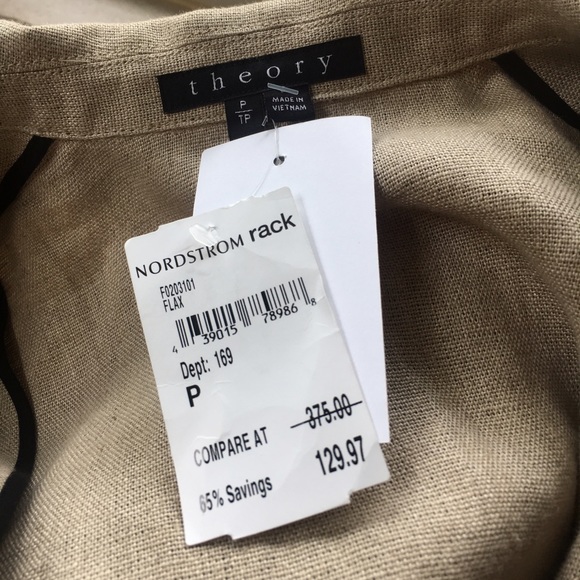 theory
P
TP
MADE IN
VIETNAM
NORDSTROM rack
F0203101
FLAX
4 39015 78986 8
Dept: 169
P
COMPARE AT 375.00
65% Savings 129.97